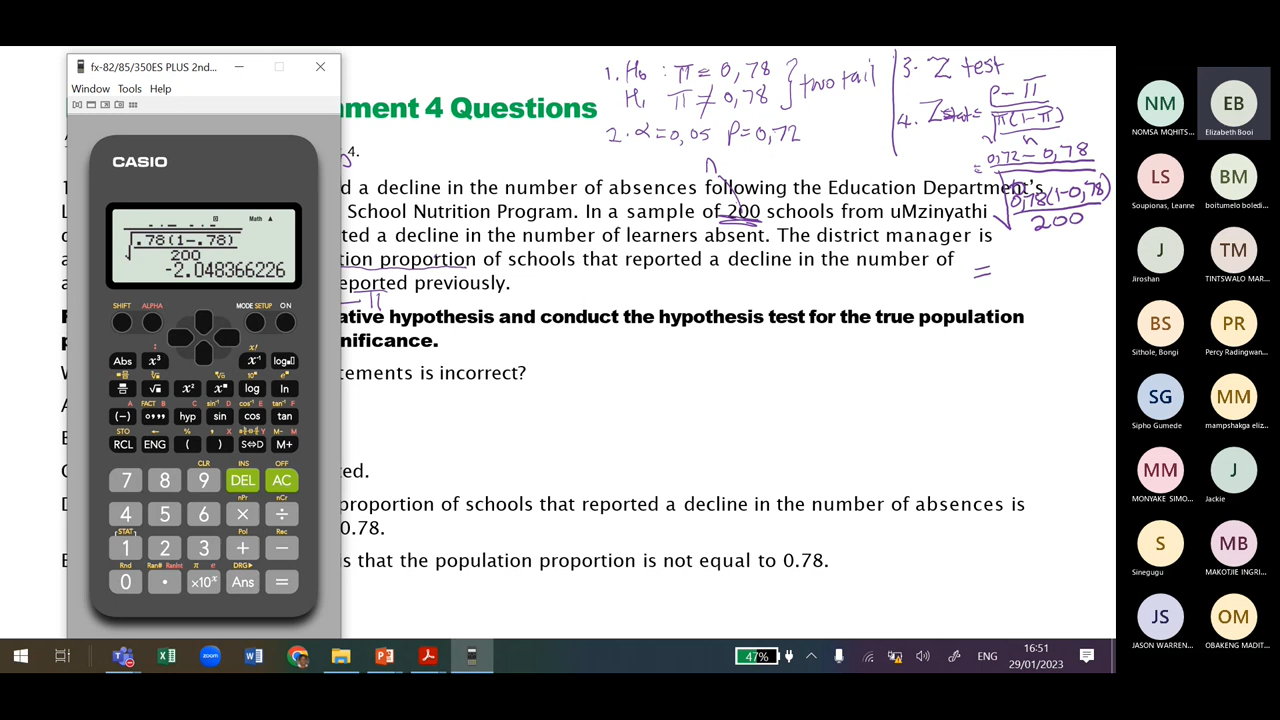 fx-82/85/350ES PLUS 2nd...
Window Tools Help
CASIO
Math
.78(1-.78)
200
-2.048366226
SHIFT ALPHA MODE SETUP ON
Abs x³ x⁻¹ log
√ x² log ln
(−) hyp sin cos tan
RCL ENG ( ) S⇔D M+
7 8 9 DEL AC
4 5 6 × ÷
1 2 3 + −
0 . ×10ˣ Ans =
nment 4 Questions
4.
1. H₀ : π = 0,78
H₁ π ≠ 0,78 } two tail
2. α = 0,05 P = 0,72
3. Z test
4. Zstat = P − π
√π(1−π)
n
= 0,72 − 0,78
√0,78(1−0,78)
200
=
n
d a decline in the number of absences following the Education Department's
School Nutrition Program. In a sample of 200 schools from uMzinyathi
ted a decline in the number of learners absent. The district manager is
tion proportion of schools that reported a decline in the number of
reported previously.
π
ative hypothesis and conduct the hypothesis test for the true population
nificance.
tements is incorrect?
ted.
proportion of schools that reported a decline in the number of absences is
0.78.
s that the population proportion is not equal to 0.78.
NM EB
NOMSA MQHITS... Elizabeth Booi
LS BM
Soupionas, Leanne boitumelo boledi...
J TM
Jiroshan TINTSWALO MAR...
BS PR
Sithole, Bongi Percy Radingwan...
SG MM
Sipho Gumede mampshakga eliz...
MM J
MONYAKE SIMO... Jackie
S MB
Sinegugu MAKOTJIE INGRI...
JS OM
JASON WARREN... OBAKENG MADIT...
47%
ENG
16:51
29/01/2023